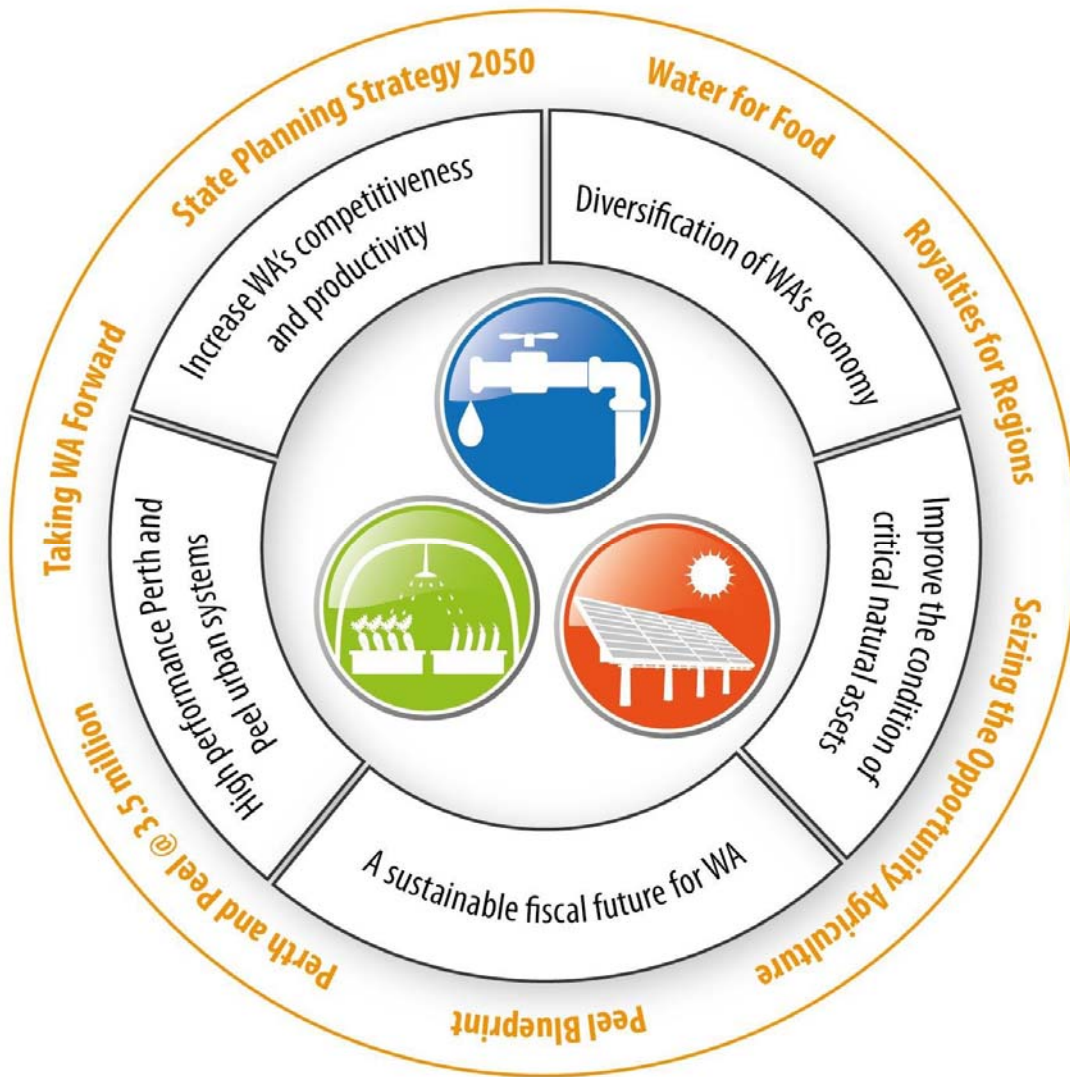 State Planning Strategy 2050
Water for Food
Royalties for Regions
Seizing the Opportunity Agriculture
Peel Blueprint
Perth and Peel @ 3.5 million
Taking WA Forward
Increase WA's competitiveness
and productivity
Diversification of WA's economy
Improve the condition of
critical natural assets
A sustainable fiscal future for WA
High performance Perth and
Peel urban systems